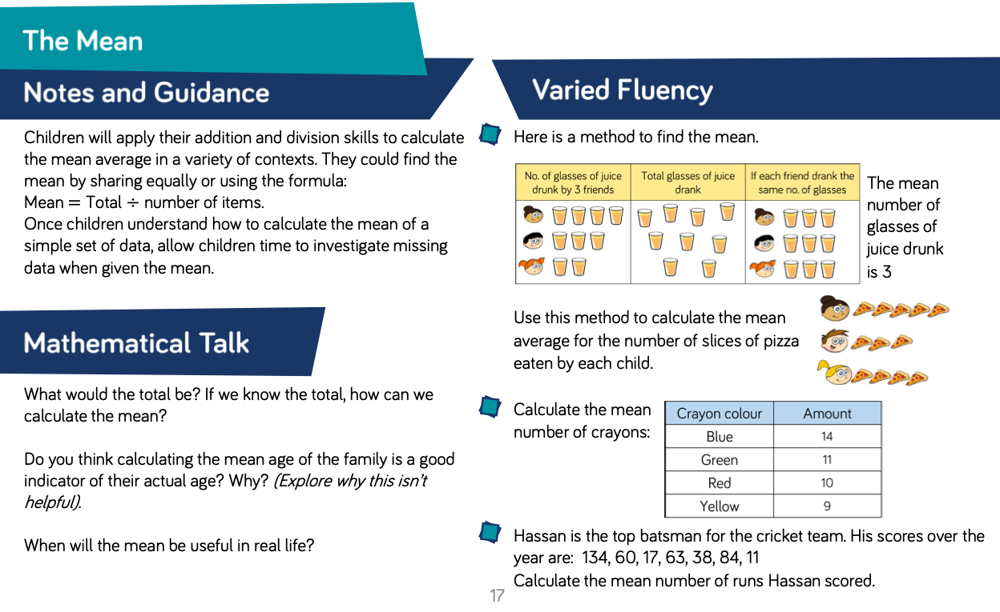 The Mean
Notes and Guidance
Children will apply their addition and division skills to calculate
the mean average in a variety of contexts. They could find the
mean by sharing equally or using the formula:
Mean = Total ÷ number of items.
Once children understand how to calculate the mean of a
simple set of data, allow children time to investigate missing
data when given the mean.
Mathematical Talk
What would the total be? If we know the total, how can we
calculate the mean?
Do you think calculating the mean age of the family is a good
indicator of their actual age? Why? (Explore why this isn't
helpful).
When will the mean be useful in real life?
Varied Fluency
Here is a method to find the mean.
No. of glasses of juice
drunk by 3 friends
Total glasses of juice
drank
If each friend drank the
same no. of glasses
The mean
number of
glasses of
juice drunk
is 3
Use this method to calculate the mean
average for the number of slices of pizza
eaten by each child.
Calculate the mean
number of crayons:
Crayon colour Amount
Blue 14
Green 11
Red 10
Yellow 9
Hassan is the top batsman for the cricket team. His scores over the
year are: 134, 60, 17, 63, 38, 84, 11
Calculate the mean number of runs Hassan scored.
17